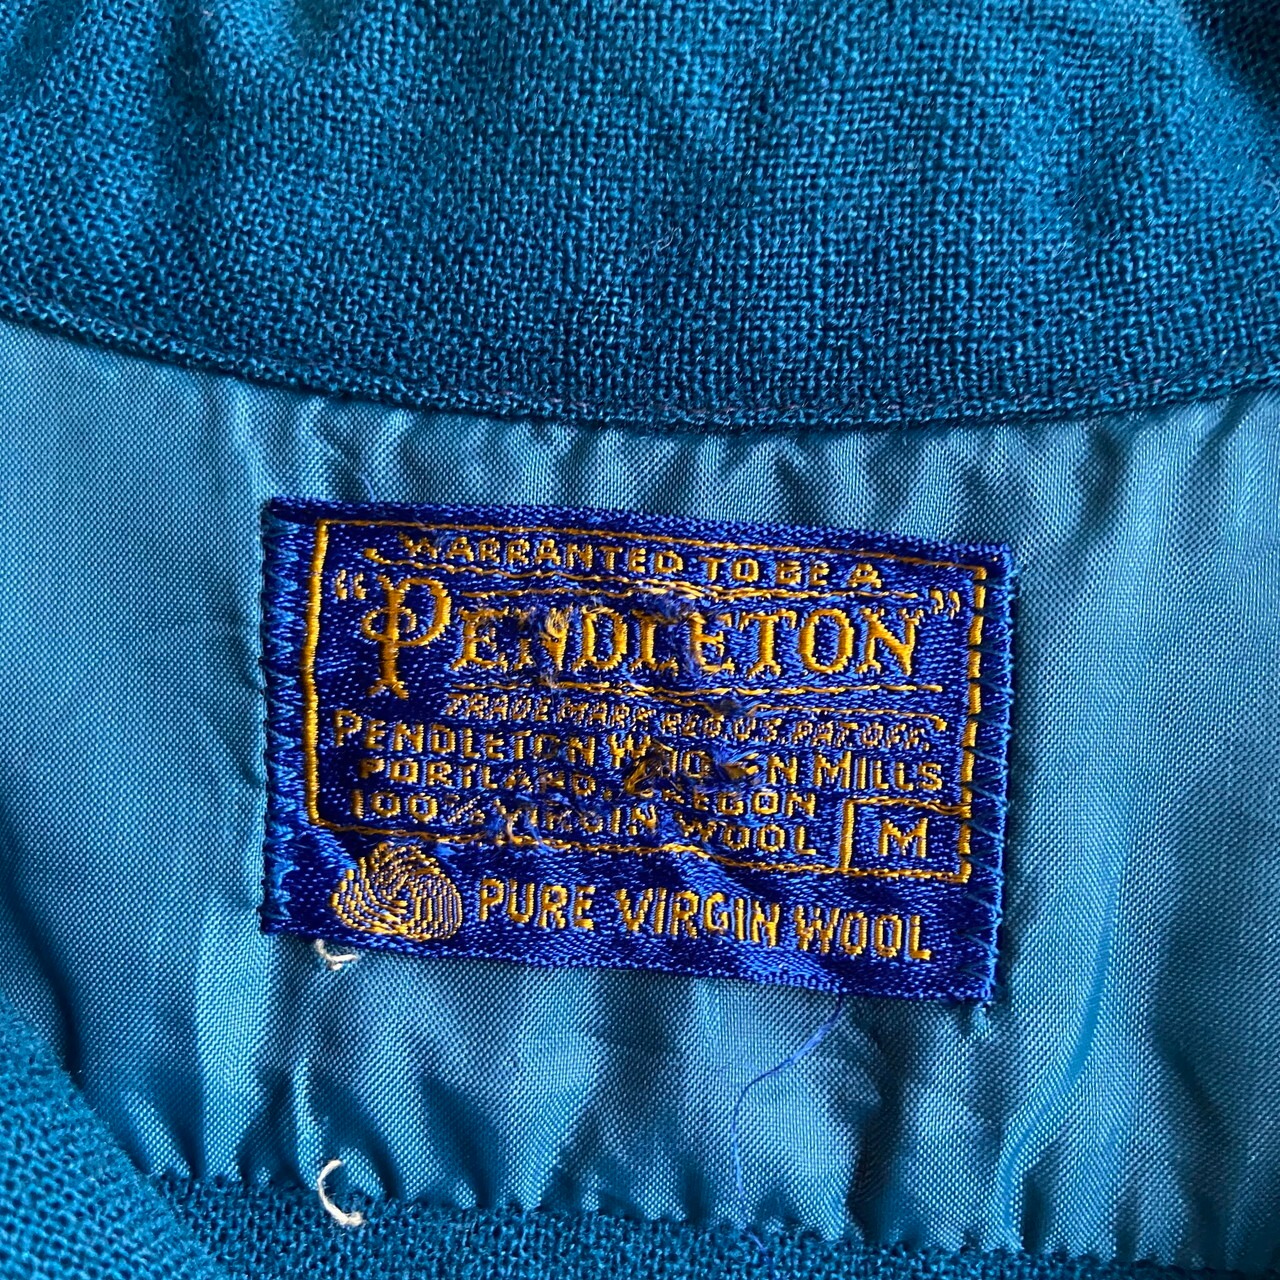 WARRANTED TO BE A
"PENDLETON"
TRADE MARK REG U.S. PAT. OFF.
PENDLETON WOOLEN MILLS
PORTLAND, OREGON
100% VIRGIN WOOL M
PURE VIRGIN WOOL